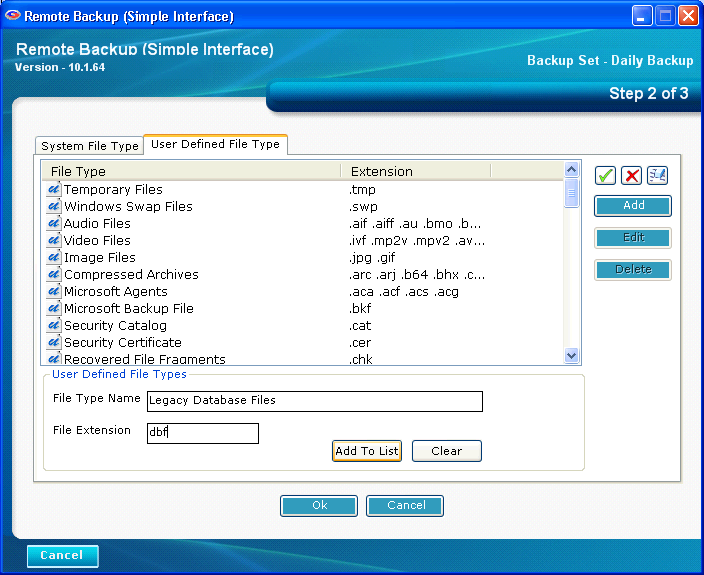 Remote Backup (Simple Interface)
Remote Backup (Simple Interface)
Version - 10.1.64
Backup Set - Daily Backup
Step 2 of 3
System File Type
User Defined File Type
File Type Extension
Temporary Files .tmp
Windows Swap Files .swp
Audio Files .aif .aiff .au .bmo .b...
Video Files .ivf .mp2v .mpv2 .av...
Image Files .jpg .gif
Compressed Archives .arc .arj .b64 .bhx .c...
Microsoft Agents .aca .acf .acs .acg
Microsoft Backup File .bkf
Security Catalog .cat
Security Certificate .cer
Recovered File Fragments .chk
Add
Edit
Delete
User Defined File Types
File Type Name Legacy Database Files
File Extension dbf
Add To List Clear
Ok Cancel
Cancel